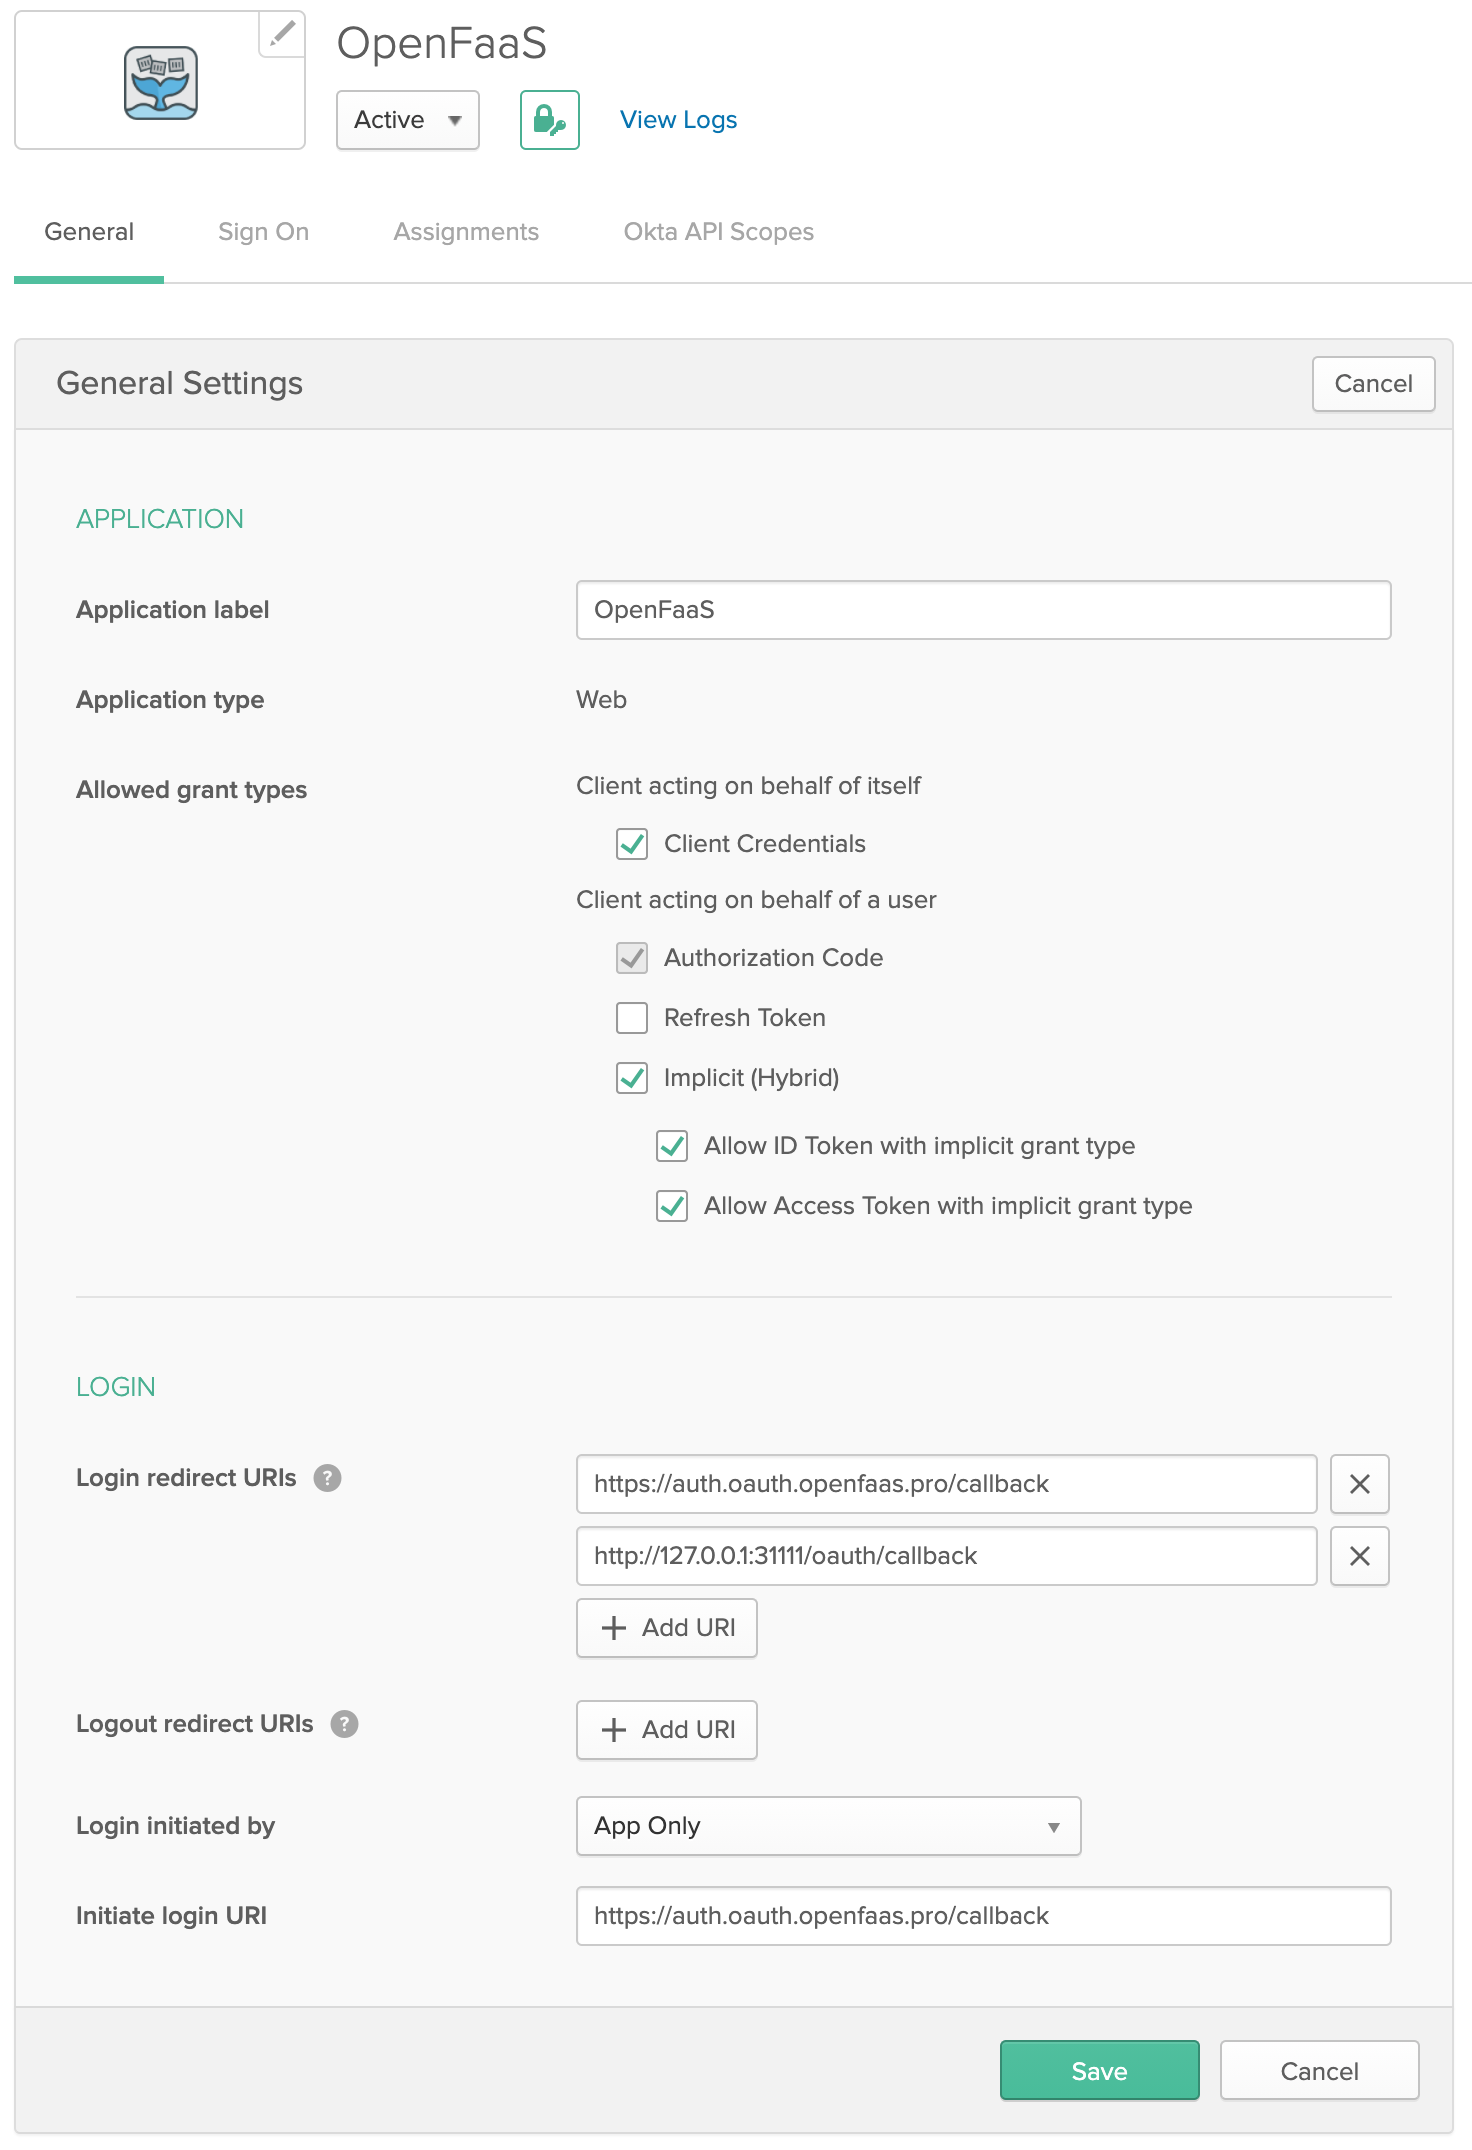 OpenFaaS
Active
View Logs
General
Sign On
Assignments
Okta API Scopes
General Settings
Cancel
APPLICATION
Application label
OpenFaaS
Application type
Web
Allowed grant types
Client acting on behalf of itself
Client Credentials
Client acting on behalf of a user
Authorization Code
Refresh Token
Implicit (Hybrid)
Allow ID Token with implicit grant type
Allow Access Token with implicit grant type
LOGIN
Login redirect URIs ?
https://auth.oauth.openfaas.pro/callback
http://127.0.0.1:31111/oauth/callback
Add URI
Logout redirect URIs ?
Add URI
Login initiated by
App Only
Initiate login URI
https://auth.oauth.openfaas.pro/callback
Save
Cancel